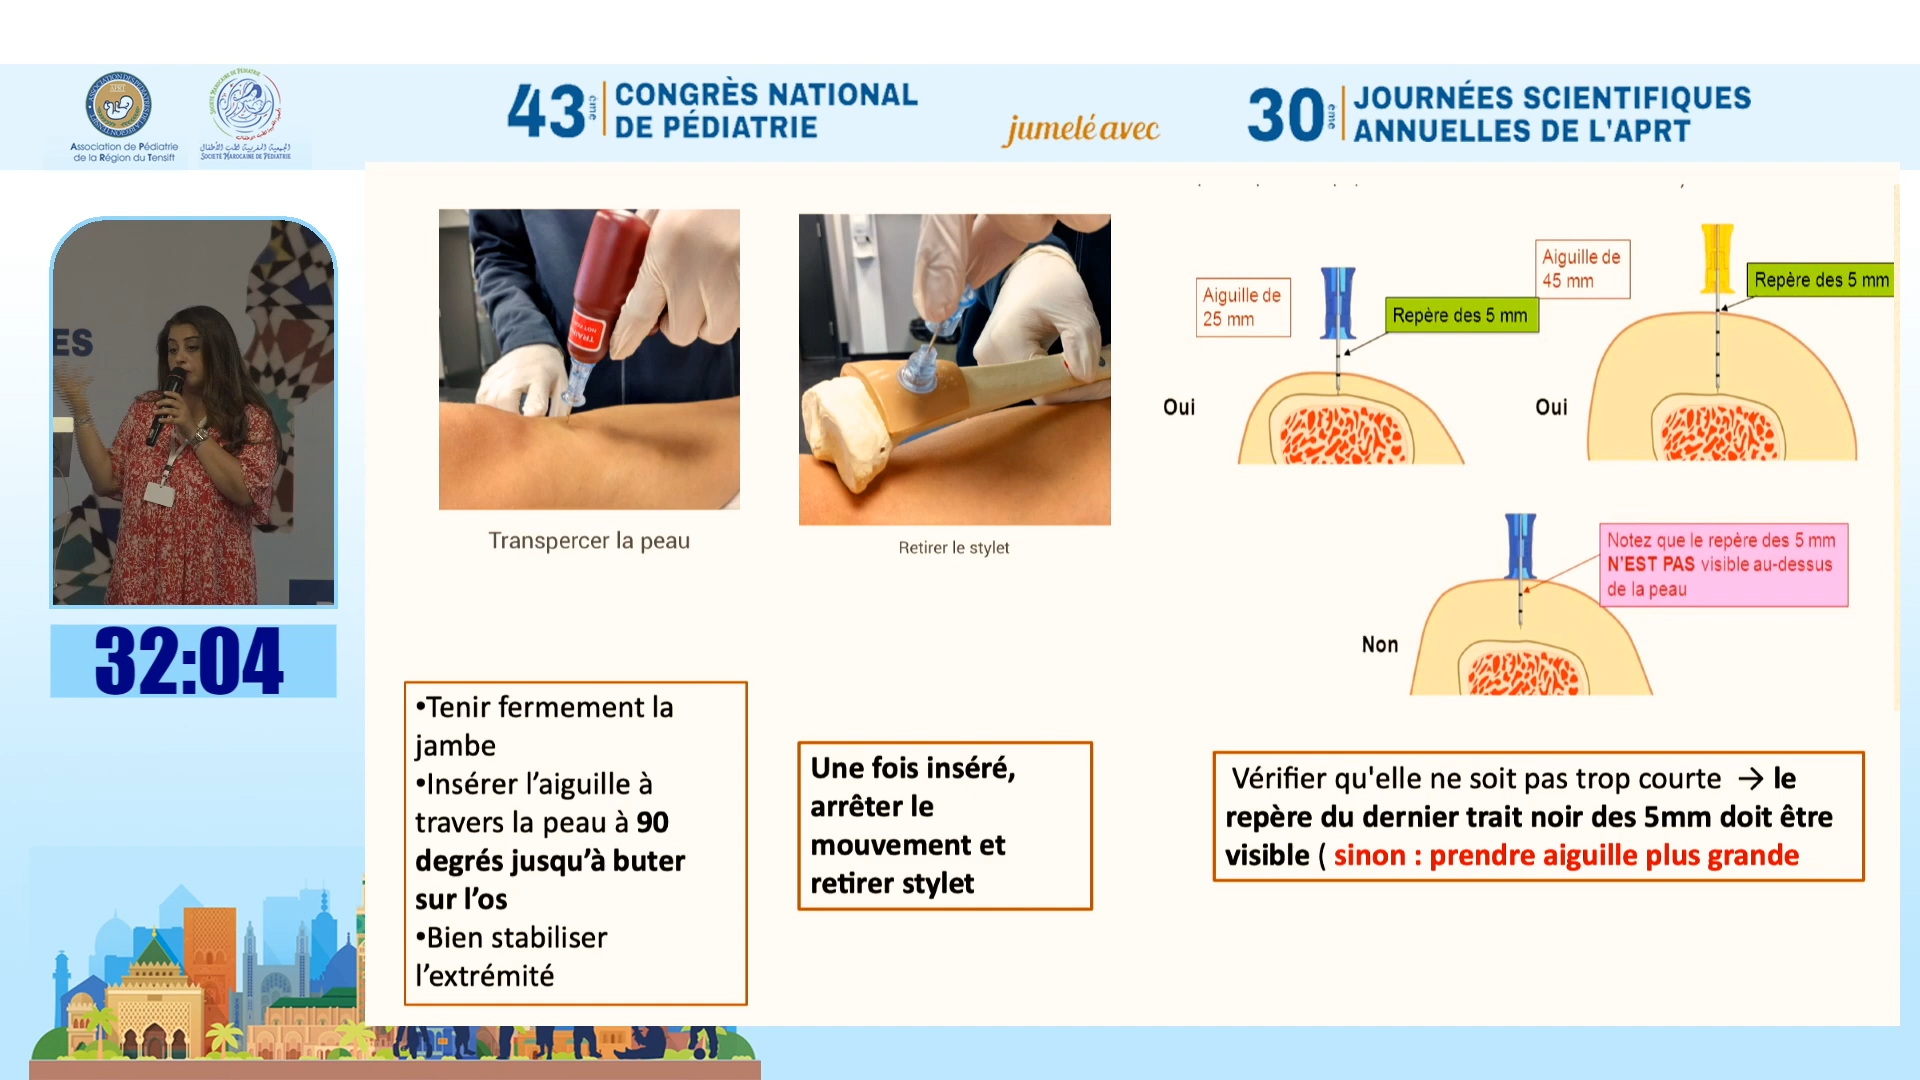 Association de Pédiatrie
de la Région du Tensift
SOCIÉTÉ MAROCAINE DE PÉDIATRIE
43ème CONGRÈS NATIONAL
DE PÉDIATRIE
jumelé avec
30ème JOURNÉES SCIENTIFIQUES
ANNUELLES DE L'APRT
ES
32:04
Transpercer la peau
Retirer le stylet
Aiguille de
25 mm
Repère des 5 mm
Oui
Aiguille de
45 mm
Repère des 5 mm
Oui
Notez que le repère des 5 mm
N'EST PAS visible au-dessus
de la peau
Non
•Tenir fermement la
jambe
•Insérer l’aiguille à
travers la peau à 90
degrés jusqu’à buter
sur l’os
•Bien stabiliser
l’extrémité
Une fois inséré,
arrêter le
mouvement et
retirer stylet
Vérifier qu'elle ne soit pas trop courte → le
repère du dernier trait noir des 5mm doit être
visible ( sinon : prendre aiguille plus grande